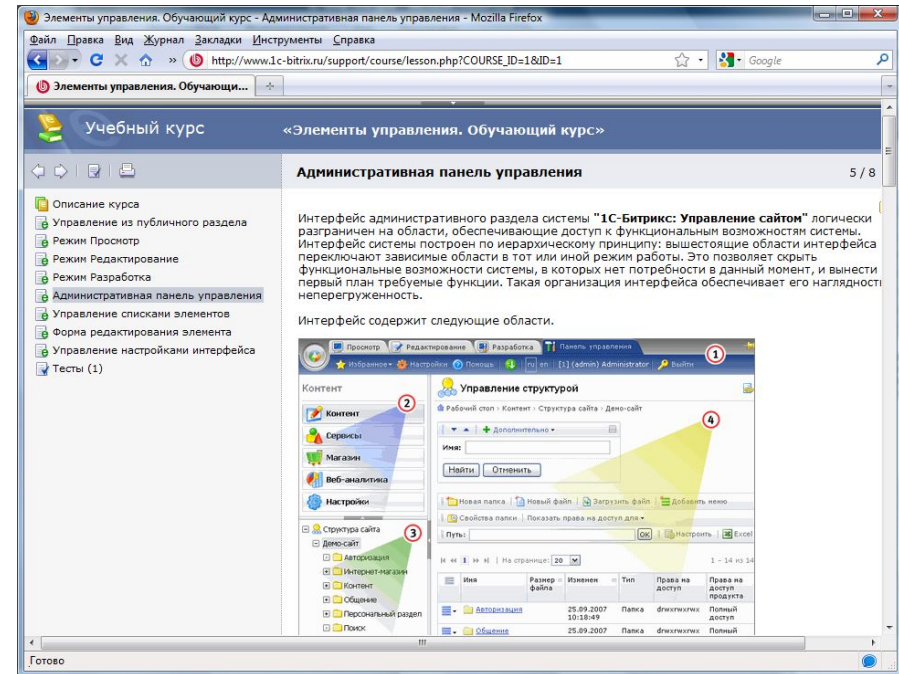 Элементы управления. Обучающий курс - Административная панель управления - Mozilla Firefox
Файл Правка Вид Журнал Закладки Инструменты Справка
http://www.1c-bitrix.ru/support/course/lesson.php?COURSE_ID=1&ID=1
Google
Элементы управления. Обучающи...
Учебный курс
«Элементы управления. Обучающий курс»
Административная панель управления
5 / 8
Описание курса
Управление из публичного раздела
Режим Просмотр
Режим Редактирование
Режим Разработка
Административная панель управления
Управление списками элементов
Форма редактирования элемента
Управление настройками интерфейса
Тесты (1)
Интерфейс административного раздела системы "1С-Битрикс: Управление сайтом" логически
разграничен на области, обеспечивающие доступ к функциональным возможностям системы.
Интерфейс системы построен по иерархическому принципу: вышестоящие области интерфейса
переключают зависимые области в тот или иной режим работы. Это позволяет скрыть
функциональные возможности системы, в которых нет потребности в данный момент, и вынести
первый план требуемые функции. Такая организация интерфейса обеспечивает его наглядност
неперегруженность.
Интерфейс содержит следующие области.
Просмотр Редактирование Разработка Панель управления
1
Избранное Настройки Помощь ru en [1] (admin) Administrator Выйти
Контент
2
Контент
Сервисы
Магазин
Веб-аналитика
Настройки
Структура сайта
3
Демо-сайт
Авторизация
Интернет-магазин
Контент
Общение
Персональный раздел
Поиск
Управление структурой
Рабочий стол › Контент › Структура сайта › Демо-сайт
4
Дополнительно
Имя:
Найти Отменить
Новая папка Новый файл Загрузить файл Добавить меню
Свойства папки Показать права на доступ для
Путь: OK Настроить Excel
1 На странице: 20 1 - 14 из 14
Имя Размер файла Изменен Тип Права на доступ Права на доступ продукта
Авторизация 25.09.2007 10:18:49 Папка drwxrwxrwx Полный доступ
Общение 25.09.2007 Папка drwxrwxrwx Полный
Готово